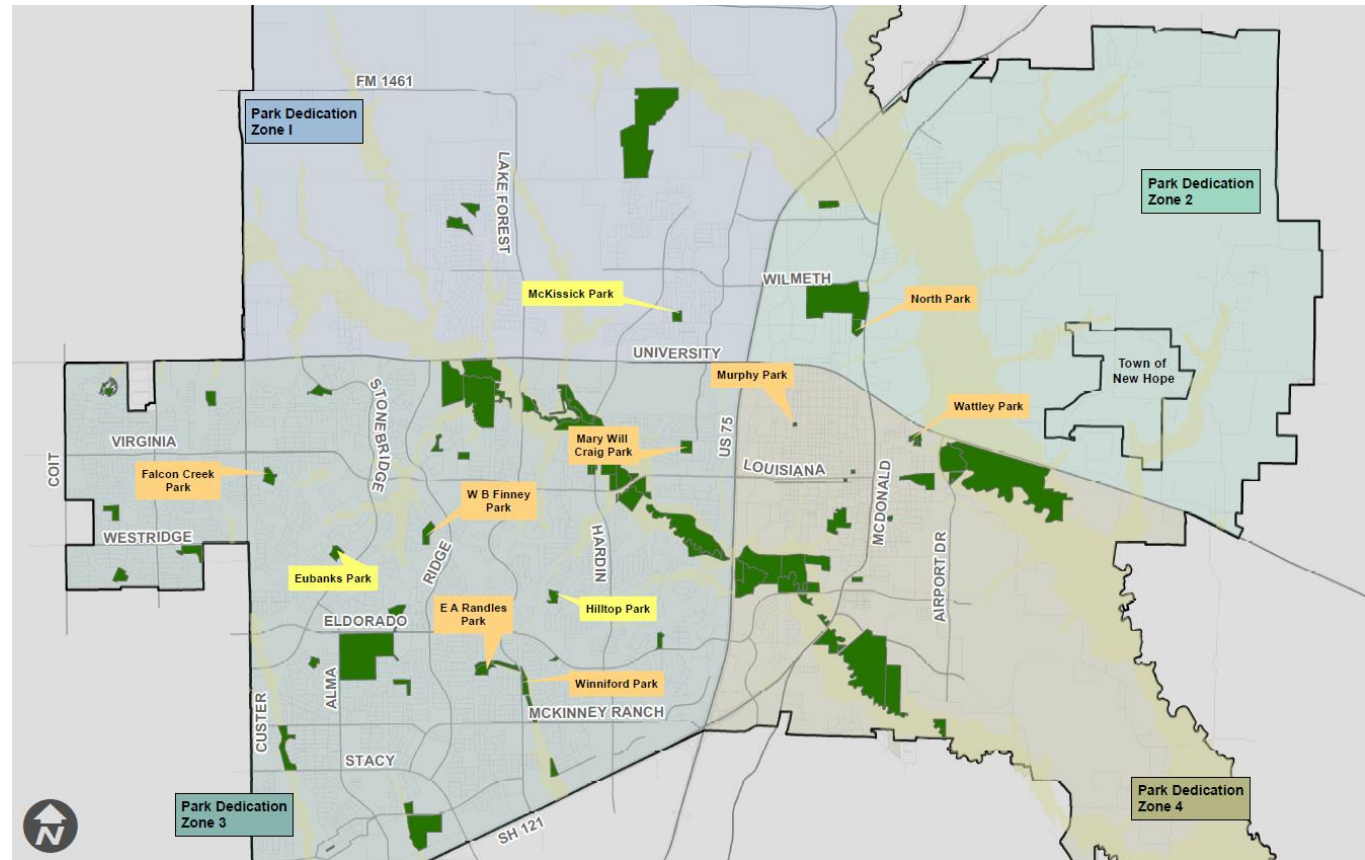 FM 1461
Park Dedication
Zone I
LAKE FOREST
Park Dedication
Zone 2
WILMETH
McKissick Park
North Park
UNIVERSITY
Murphy Park
Town of
New Hope
STONEBRIDGE
Wattley Park
VIRGINIA
Mary Will
Craig Park
US 75
LOUISIANA
COIT
Falcon Creek
Park
W B Finney
Park
MCDONALD
WESTRIDGE
HARDIN
RIDGE
Eubanks Park
AIRPORT DR
Hilltop Park
E A Randles
Park
ELDORADO
ALMA
Winniford Park
CUSTER
MCKINNEY RANCH
STACY
Park Dedication
Zone 3
SH 121
Park Dedication
Zone 4
N